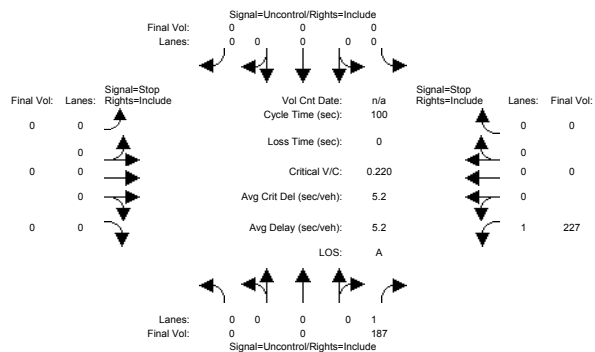 Signal=Uncontrol/Rights=Include
Final Vol: 0 0 0
Lanes: 0 0 0 0 0
Signal=Stop Signal=Stop
Final Vol: Lanes: Rights=Include Vol Cnt Date: n/a Rights=Include Lanes: Final Vol:
Cycle Time (sec): 100
0 0 0 0
Loss Time (sec): 0
0 0
0 0 Critical V/C: 0.220 0 0
0 Avg Crit Del (sec/veh): 5.2 0
0 0 Avg Delay (sec/veh): 5.2 1 227
LOS: A
Lanes: 0 0 0 0 1
Final Vol: 0 0 187
Signal=Uncontrol/Rights=Include